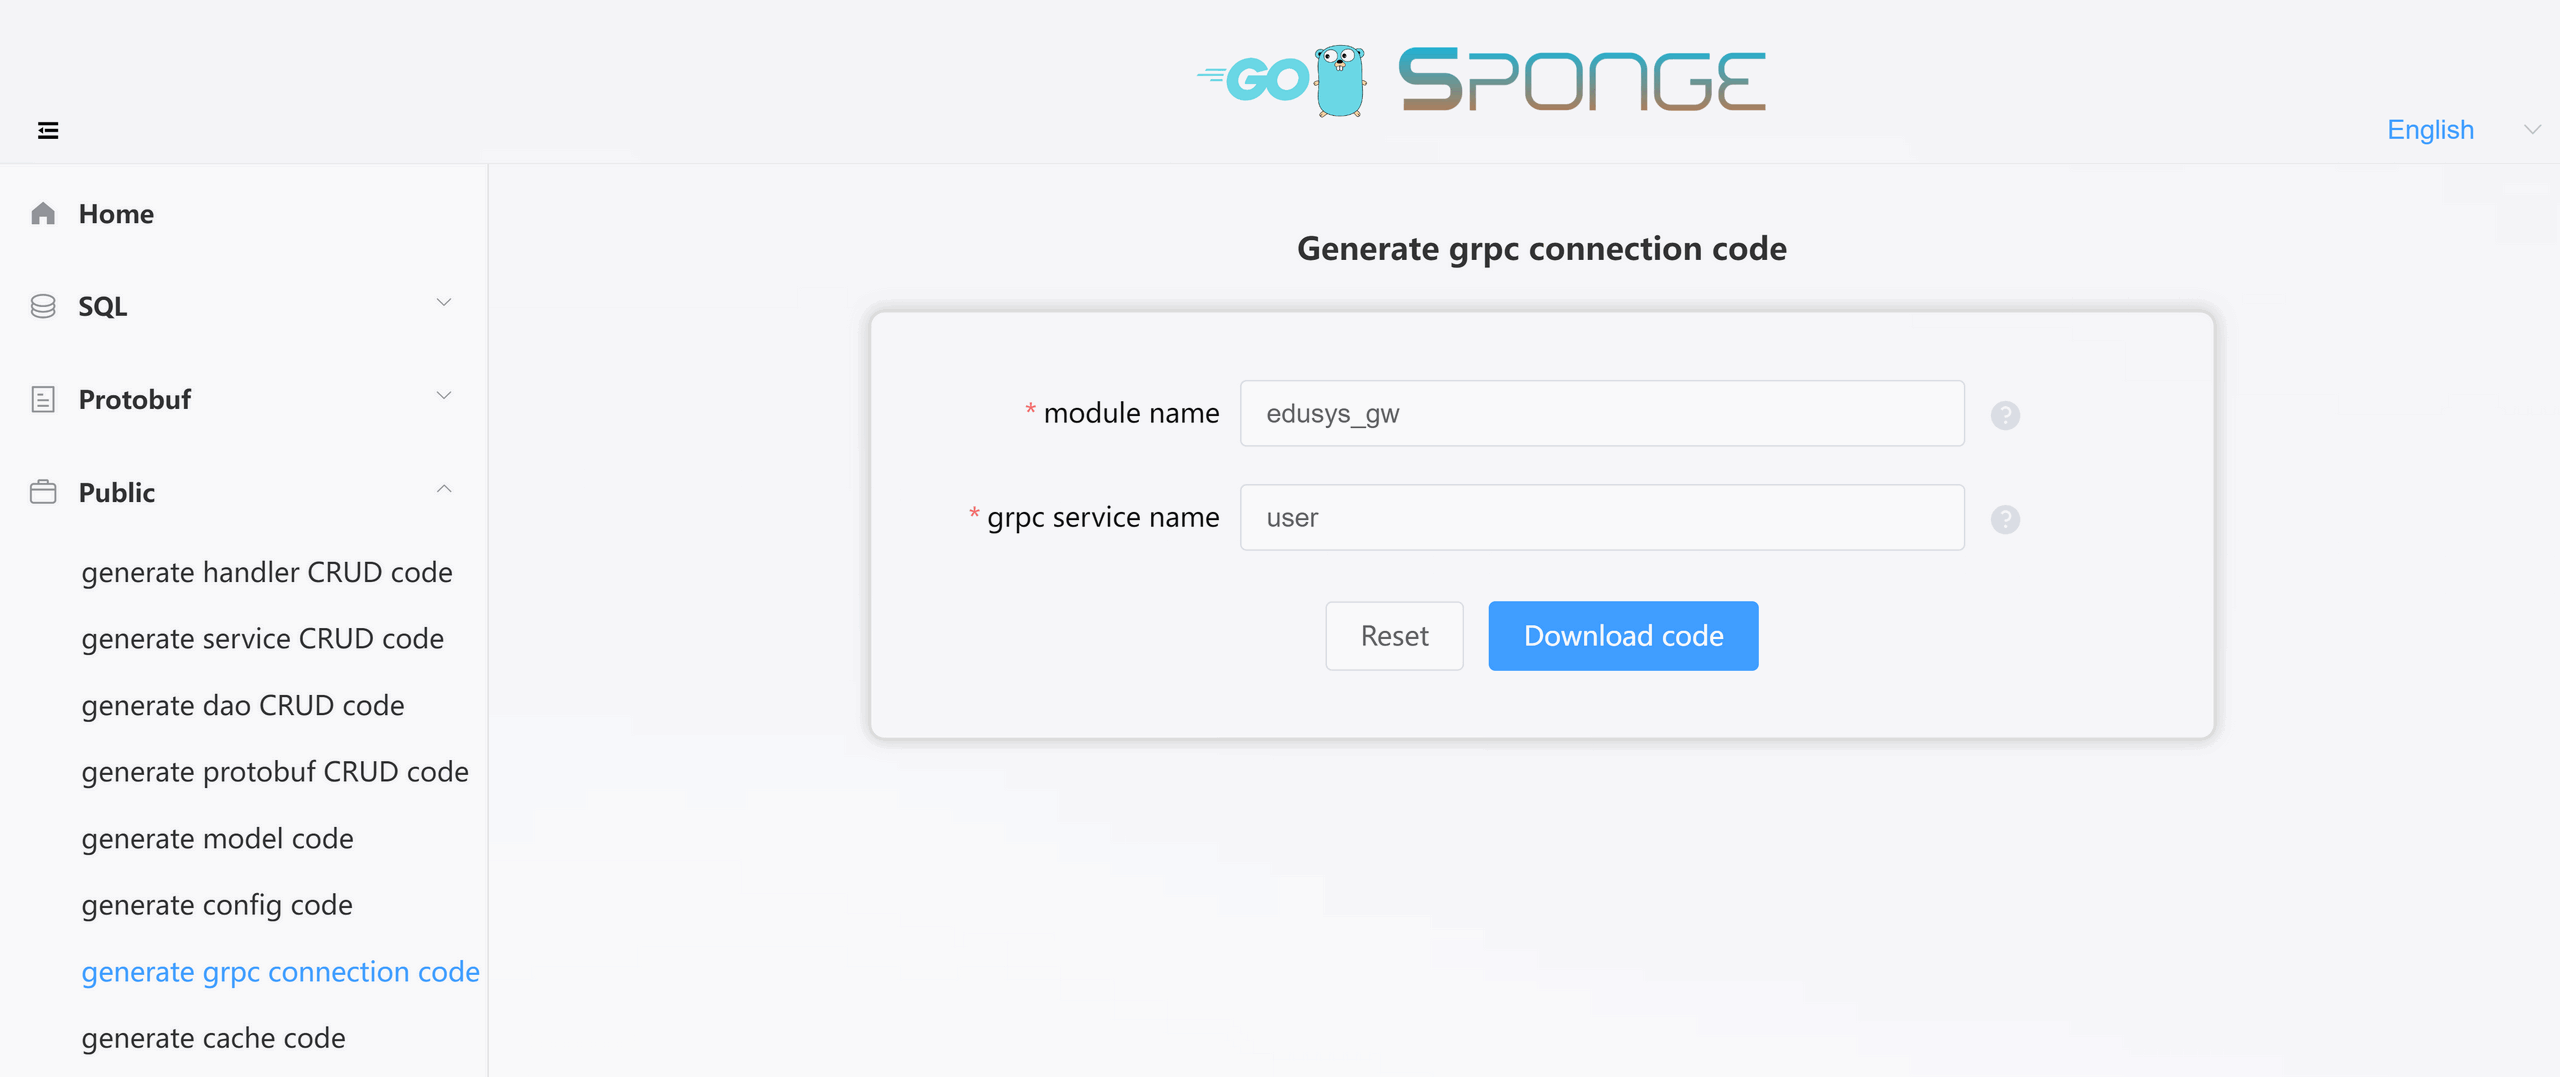 GO SPONGE
English
Home
SQL
Protobuf
Public
generate handler CRUD code
generate service CRUD code
generate dao CRUD code
generate protobuf CRUD code
generate model code
generate config code
generate grpc connection code
generate cache code
Generate grpc connection code
* module name edusys_gw ?
* grpc service name user ?
Reset Download code